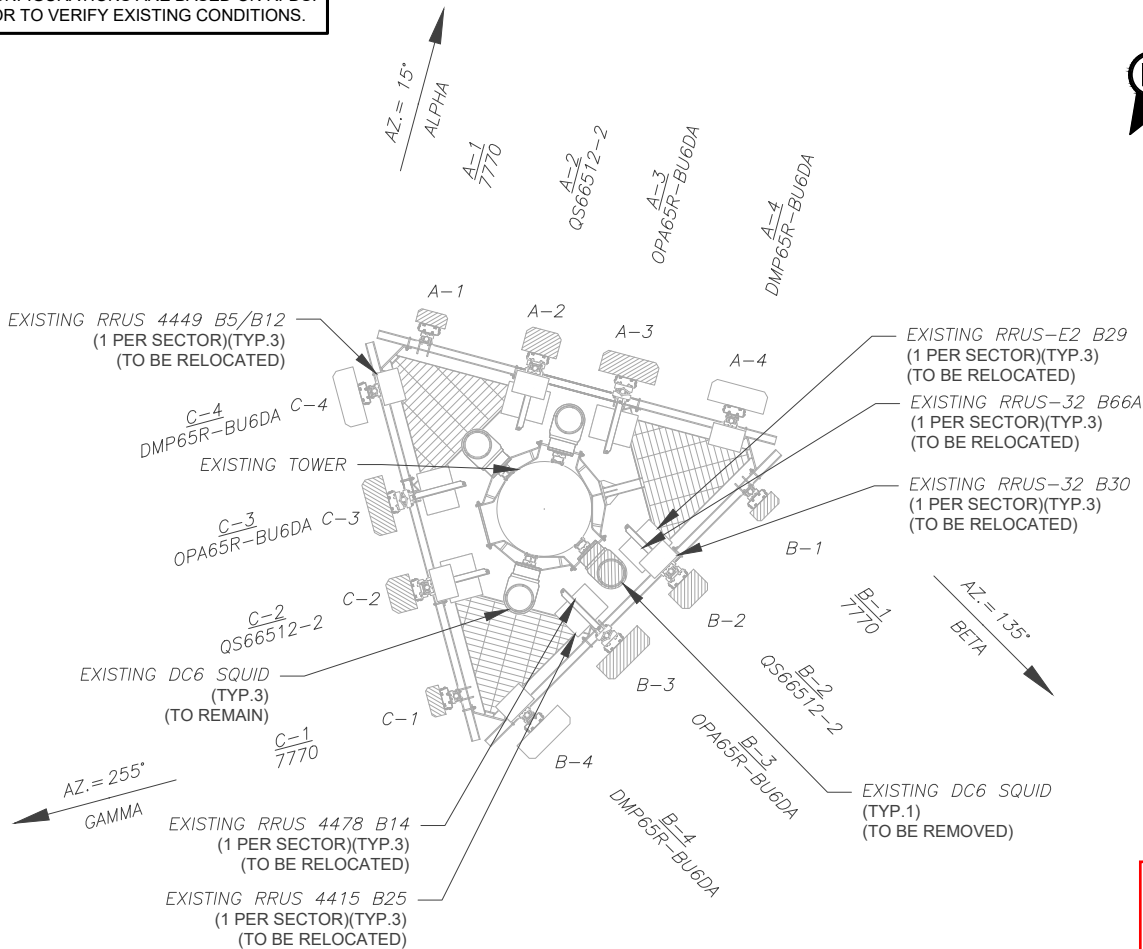 OR TO VERIFY EXISTING CONDITIONS.
AZ.= 15°
ALPHA
A-1
7770
A-2
QS66512-2
A-3
OPA65R-BU6DA
A-4
DMP65R-BU6DA
A-1
A-2
A-3
A-4
EXISTING RRUS 4449 B5/B12
(1 PER SECTOR)(TYP.3)
(TO BE RELOCATED)
C-4
DMP65R-BU6DA
C-4
EXISTING TOWER
C-3
OPA65R-BU6DA
C-3
C-2
QS66512-2
C-2
EXISTING DC6 SQUID
(TYP.3)
(TO REMAIN)
C-1
7770
C-1
AZ.=255°
GAMMA
EXISTING RRUS 4478 B14
(1 PER SECTOR)(TYP.3)
(TO BE RELOCATED)
EXISTING RRUS 4415 B25
(1 PER SECTOR)(TYP.3)
(TO BE RELOCATED)
EXISTING RRUS-E2 B29
(1 PER SECTOR)(TYP.3)
(TO BE RELOCATED)
EXISTING RRUS-32 B66A
(1 PER SECTOR)(TYP.3)
(TO BE RELOCATED)
EXISTING RRUS-32 B30
(1 PER SECTOR)(TYP.3)
(TO BE RELOCATED)
B-1
B-2
B-3
B-4
B-1
7770
B-2
QS66512-2
B-3
OPA65R-BU6DA
B-4
DMP65R-BU6DA
AZ.=135°
BETA
EXISTING DC6 SQUID
(TYP.1)
(TO BE REMOVED)